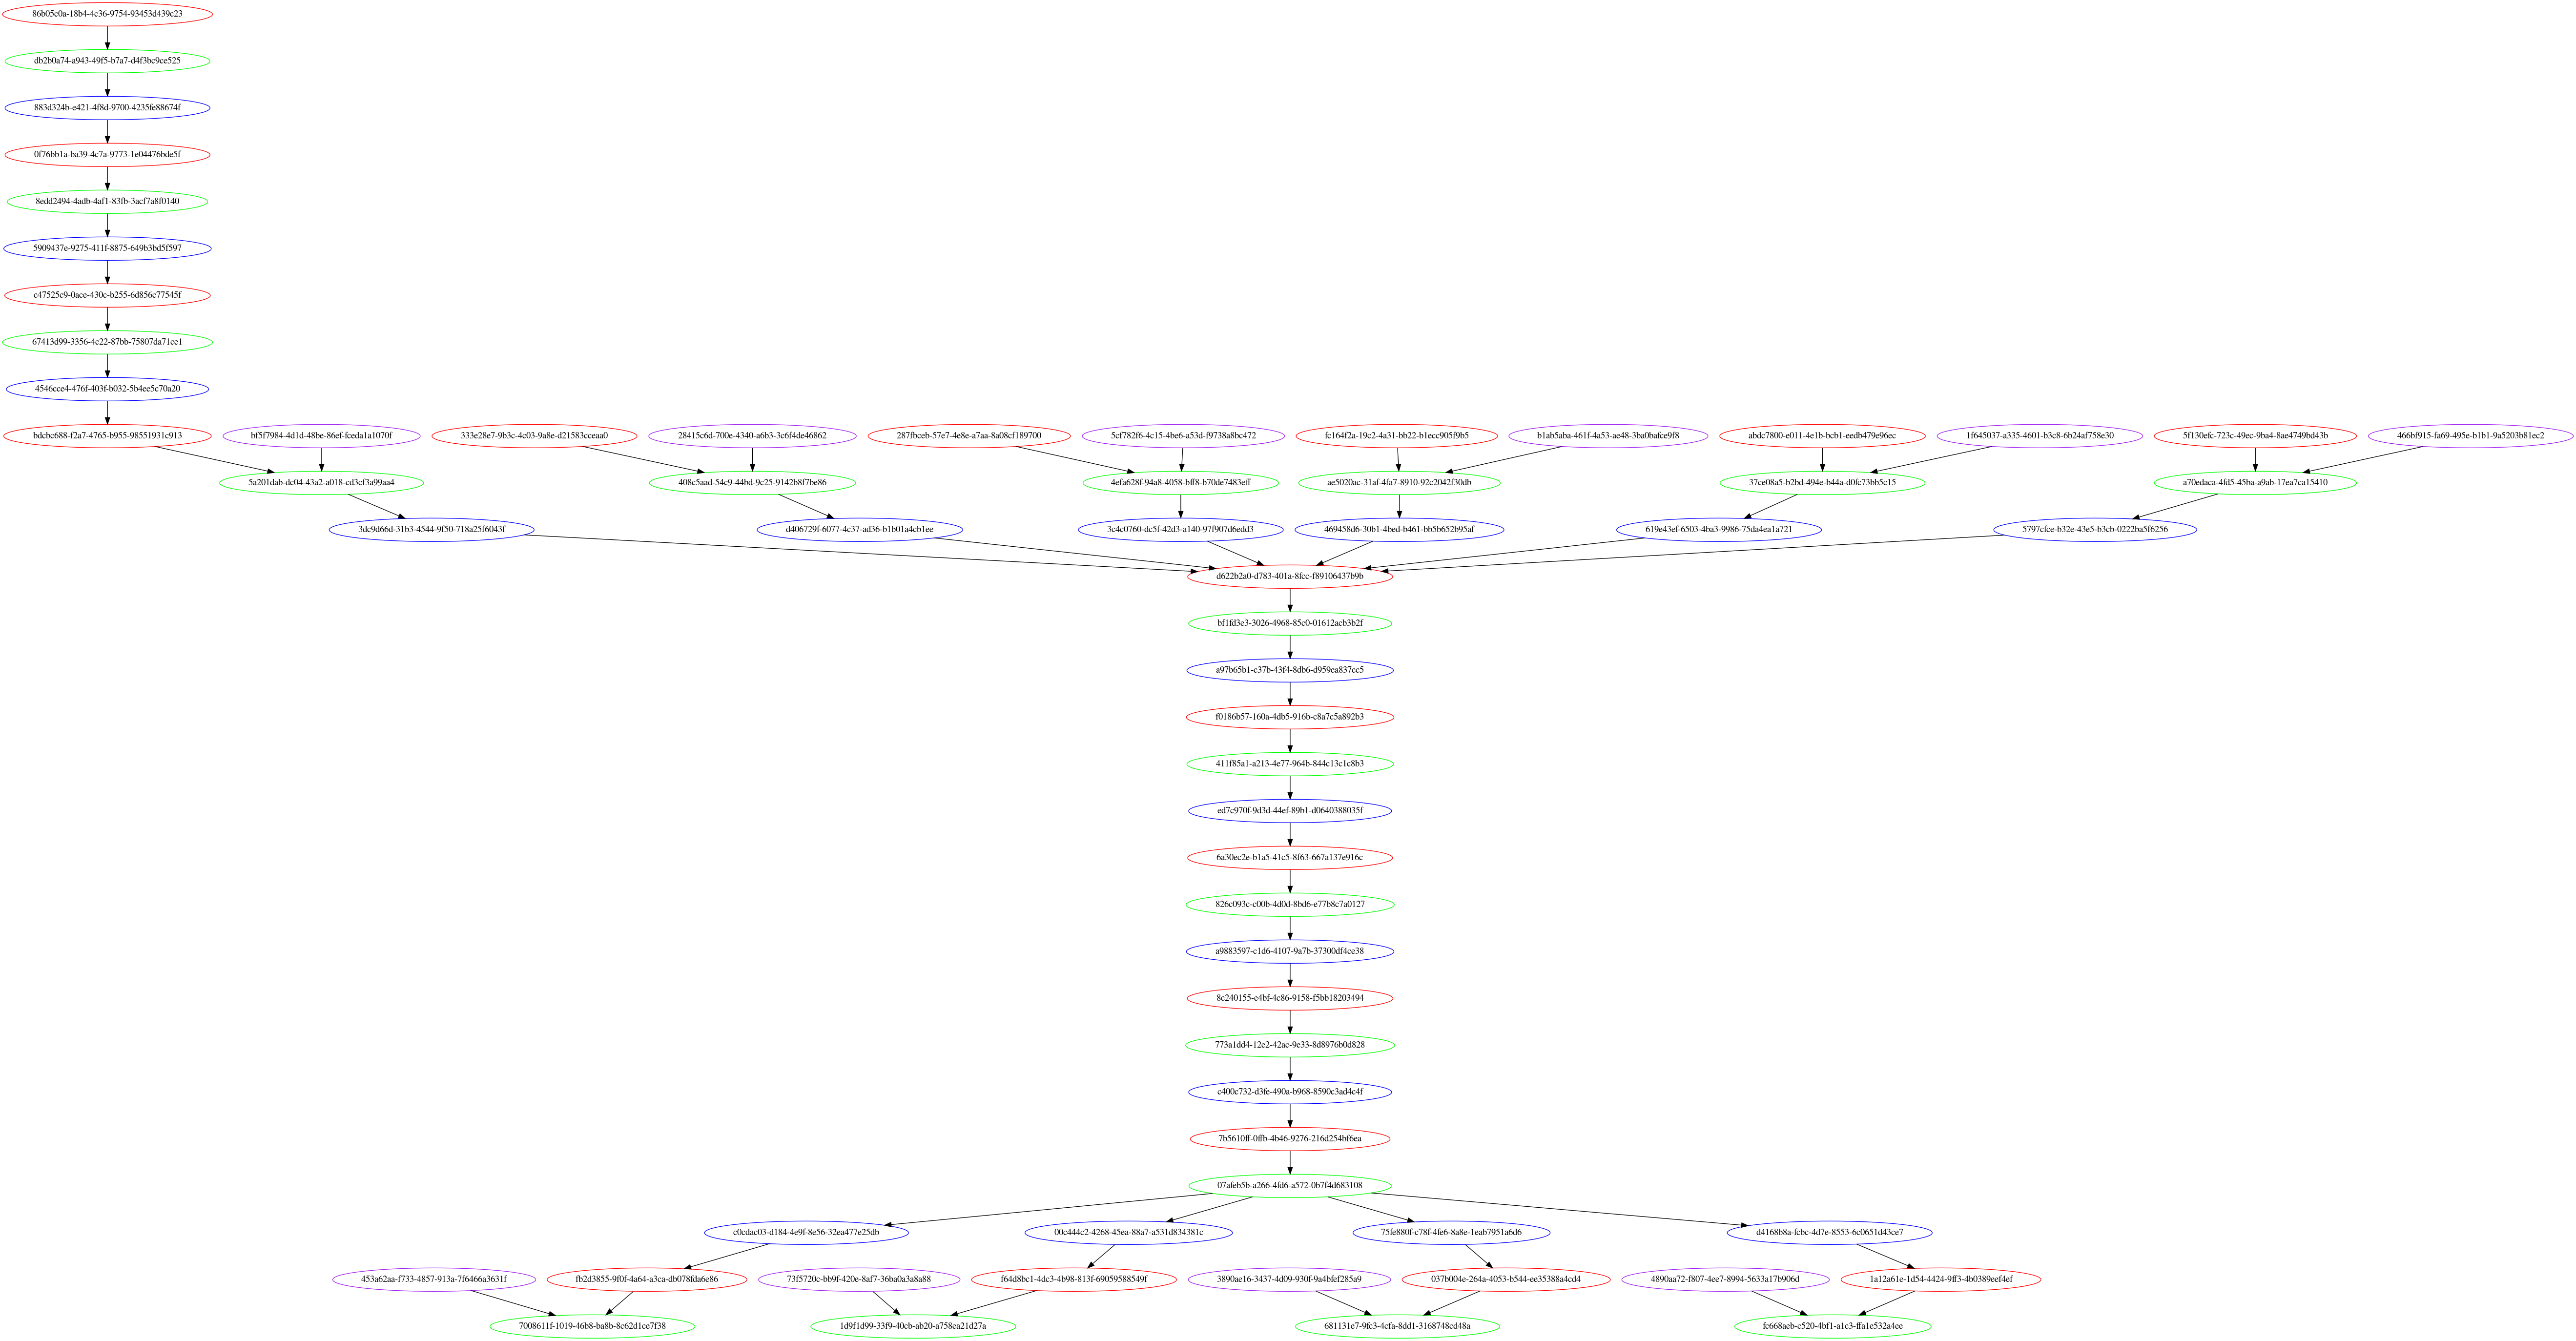 86b05c0a-18b4-4c36-9754-93453d439c23
db2b0a74-a943-49f5-b7a7-d4f3bc9ce525
883d324b-e421-4f8d-9700-4235fe88674f
0f76bb1a-ba39-4c7a-9773-1e04476bde5f
8edd2494-4adb-4af1-83fb-3acf7a8f0140
5909437e-9275-411f-8875-649b3bd5f597
c47525c9-0ace-430c-b255-6d856c77545f
67413d99-3356-4c22-87bb-75807da71ce1
4546cce4-476f-403f-b032-5b4ee5c70a20
bdcbc688-f2a7-4765-b955-98551931c913
bf5f7984-4d1d-48be-86ef-fceda1a1070f
333e28e7-9b3c-4c03-9a8e-d21583cceaa0
28415c6d-700e-4340-a6b3-3c6f4de46862
287fbceb-57e7-4e8e-a7aa-8a08cf189700
5cf782f6-4c15-4be6-a53d-f9738a8bc472
fc164f2a-19c2-4a31-bb22-b1ecc905f9b5
b1ab5aba-461f-4a53-ae48-3ba0bafce9f8
abdc7800-e011-4e1b-bcb1-eedb479e96ec
1f645037-a335-4601-b3c8-6b24af758e30
5f130efc-723c-49ec-9ba4-8ae4749bd43b
466bf915-fa69-495e-b1b1-9a5203b81ec2
5a201dab-dc04-43a2-a018-cd3cf3a99aa4
408c5aad-54c9-44bd-9c25-9142b8f7be86
4efa628f-94a8-4058-bff8-b70de7483eff
ae5020ac-31af-4fa7-8910-92c2042f30db
37ce08a5-b2bd-494e-b44a-d0fc73bb5c15
a70edaca-4fd5-45ba-a9ab-17ea7ca15410
3dc9d66d-31b3-4544-9f50-718a25f6043f
d406729f-6077-4c37-ad36-b1b01a4cb1ee
3c4c0760-dc5f-42d3-a140-97f907d6edd3
469458d6-30b1-4bed-b461-bb5b652b95af
619e43ef-6503-4ba3-9986-75da4ea1a721
5797cfce-b32e-43e5-b3cb-0222ba5f6256
d622b2a0-d783-401a-8fcc-f89106437b9b
bf1fd3e3-3026-4968-85c0-01612acb3b2f
a97b65b1-c37b-43f4-8db6-d959ea837cc5
f0186b57-160a-4db5-916b-c8a7c5a892b3
411f85a1-a213-4e77-964b-844c13c1c8b3
ed7c970f-9d3d-44ef-89b1-d0640388035f
6a30ec2e-b1a5-41c5-8f63-667a137e916c
826c093c-c00b-4d0d-8bd6-e77b8c7a0127
a9883597-c1d6-4107-9a7b-37300df4ce38
8c240155-e4bf-4c86-9158-f5bb18203494
773a1dd4-12e2-42ac-9e33-8d8976b0d828
c400c732-d3fe-490a-b968-8590c3ad4c4f
7b5610ff-0ffb-4b46-9276-216d254bf6ea
07afeb5b-a266-4fd6-a572-0b7f4d683108
c0cdac03-d184-4e9f-8e56-32ea477e25db
00c444c2-4268-45ea-88a7-a531d834381c
75fe880f-c78f-4fe6-8a8e-1eab7951a6d6
d4168b8a-fcbc-4d7e-8553-6c0651d43ce7
453a62aa-f733-4857-913a-7f6466a3631f
fb2d3855-9f0f-4a64-a3ca-db078fda6e86
73f5720c-bb9f-420e-8af7-36ba0a3a8a88
f64d8bc1-4dc3-4b98-813f-69059588549f
3890ae16-3437-4d09-930f-9a4bfef285a9
037b004e-264a-4053-b544-ee35388a4cd4
4890aa72-f807-4ee7-8994-5633a17b906d
1a12a61e-1d54-4424-9ff3-4b0389eef4ef
7008611f-1019-46b8-ba8b-8c62d1ce7f38
1d9f1d99-33f9-40cb-ab20-a758ea21d27a
681131e7-9fc3-4cfa-8dd1-3168748cd48a
fc668aeb-c520-4bf1-a1c3-ffa1e532a4ee